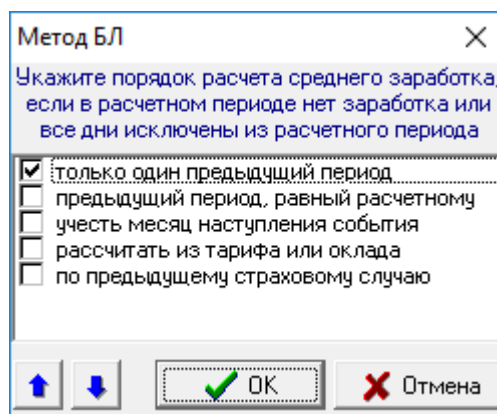 Метод БЛ
Укажите порядок расчета среднего заработка,
если в расчетном периоде нет заработка или
все дни исключены из расчетного периода
только один предыдущий период
предыдущий период, равный расчетному
учесть месяц наступления события
рассчитать из тарифа или оклада
по предыдущему страховому случаю
OK
Отмена